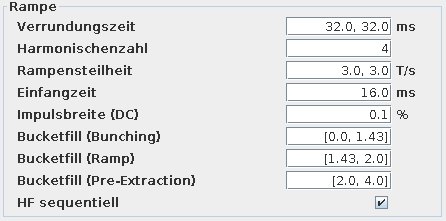 Rampe
Verrundungszeit 32.0, 32.0 ms
Harmonischenzahl 4
Rampensteilheit 3.0, 3.0 T/s
Einfangzeit 16.0 ms
Impulsbreite (DC) 0.1 %
Bucketfill (Bunching) [0.0, 1.43]
Bucketfill (Ramp) [1.43, 2.0]
Bucketfill (Pre-Extraction) [2.0, 4.0]
HF sequentiell